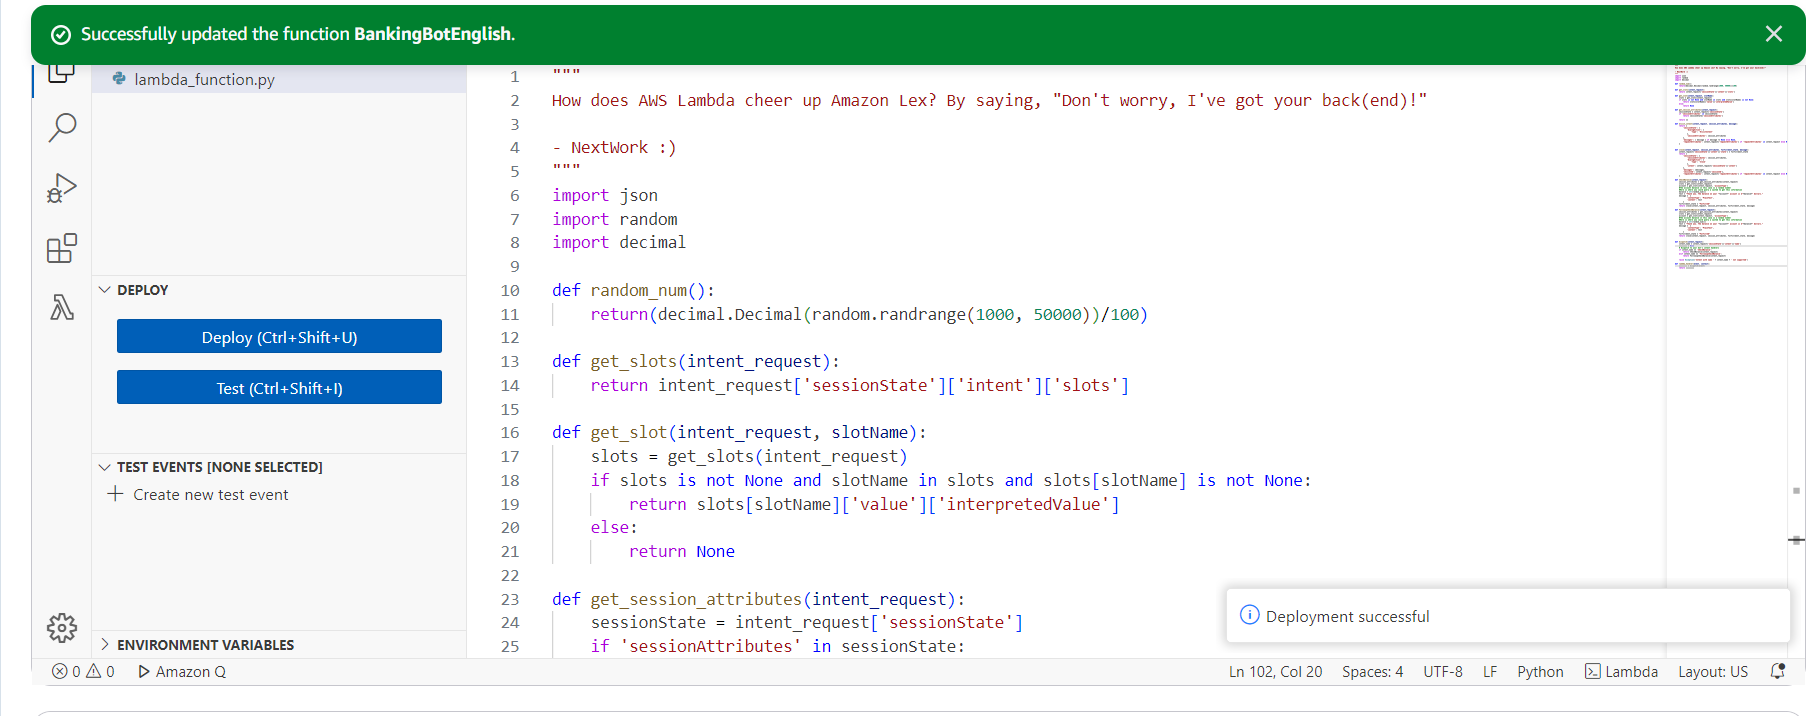 Successfully updated the function BankingBotEnglish.
lambda_function.py
DEPLOY
Deploy (Ctrl+Shift+U)
Test (Ctrl+Shift+I)
TEST EVENTS [NONE SELECTED]
Create new test event
ENVIRONMENT VARIABLES
1 """
2 How does AWS Lambda cheer up Amazon Lex? By saying, "Don't worry, I've got your back(end)!"
3
4 - NextWork :)
5 """
6 import json
7 import random
8 import decimal
9
10 def random_num():
11     return(decimal.Decimal(random.randrange(1000, 50000))/100)
12
13 def get_slots(intent_request):
14     return intent_request['sessionState']['intent']['slots']
15
16 def get_slot(intent_request, slotName):
17     slots = get_slots(intent_request)
18     if slots is not None and slotName in slots and slots[slotName] is not None:
19         return slots[slotName]['value']['interpretedValue']
20     else:
21         return None
22
23 def get_session_attributes(intent_request):
24     sessionState = intent_request['sessionState']
25     if 'sessionAttributes' in sessionState:
Deployment successful
0 0 Amazon Q
Ln 102, Col 20 Spaces: 4 UTF-8 LF Python Lambda Layout: US